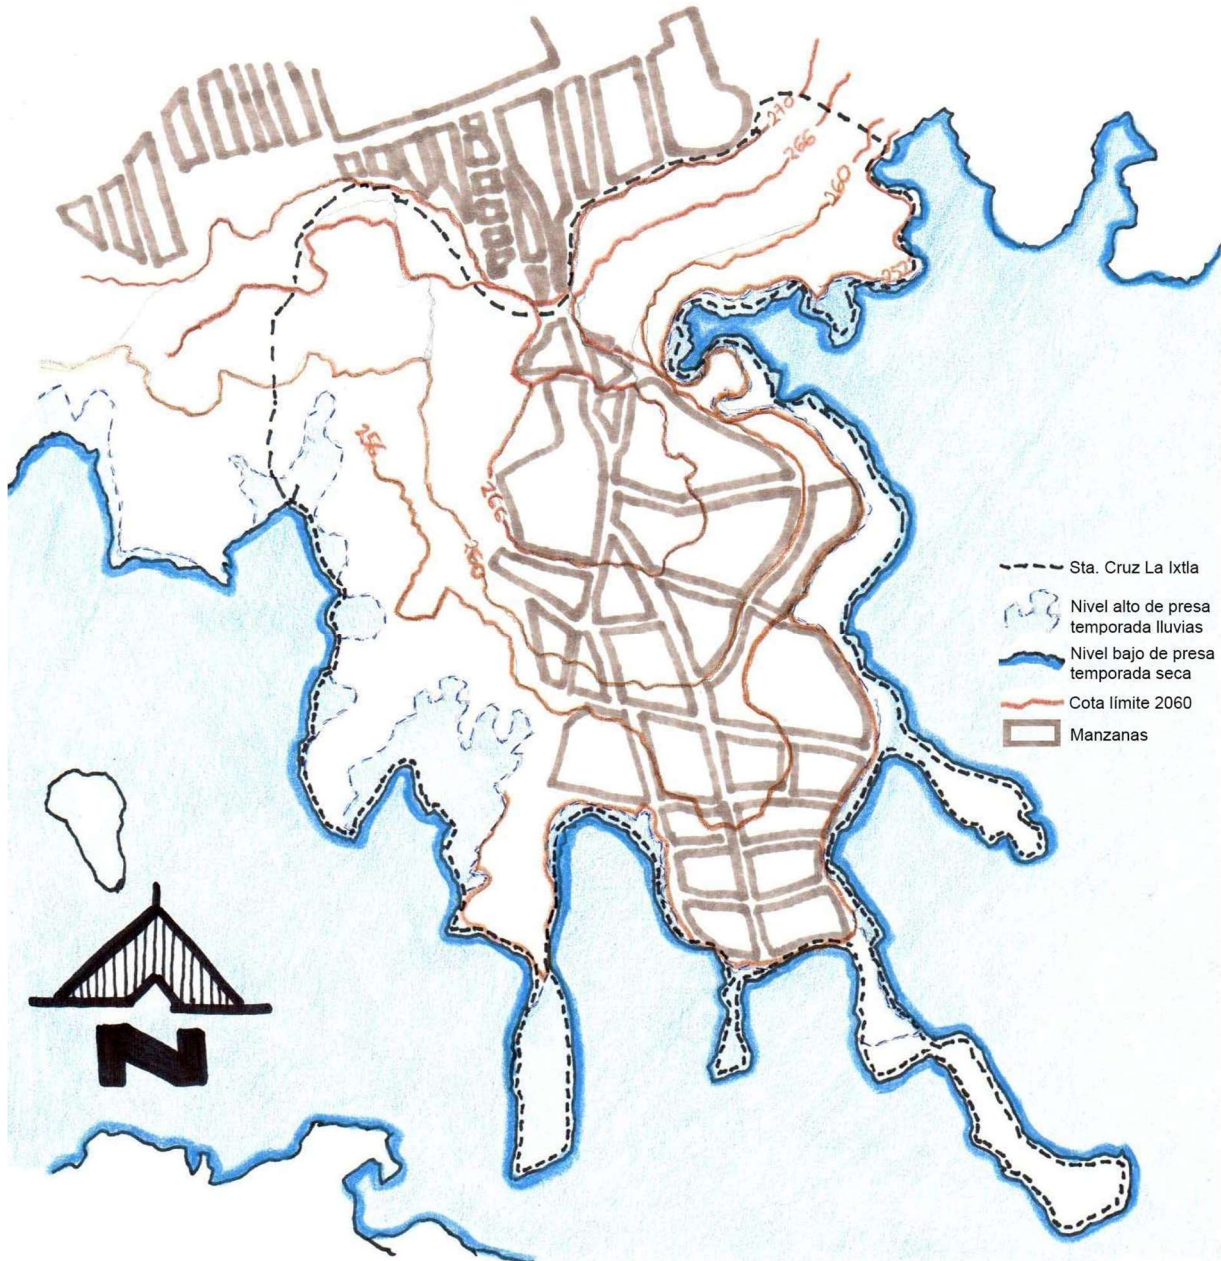 270
266
260
252
256
266
260
Sta. Cruz La Ixtla
Nivel alto de presa
temporada lluvias
Nivel bajo de presa
temporada seca
Cota límite 2060
Manzanas
N